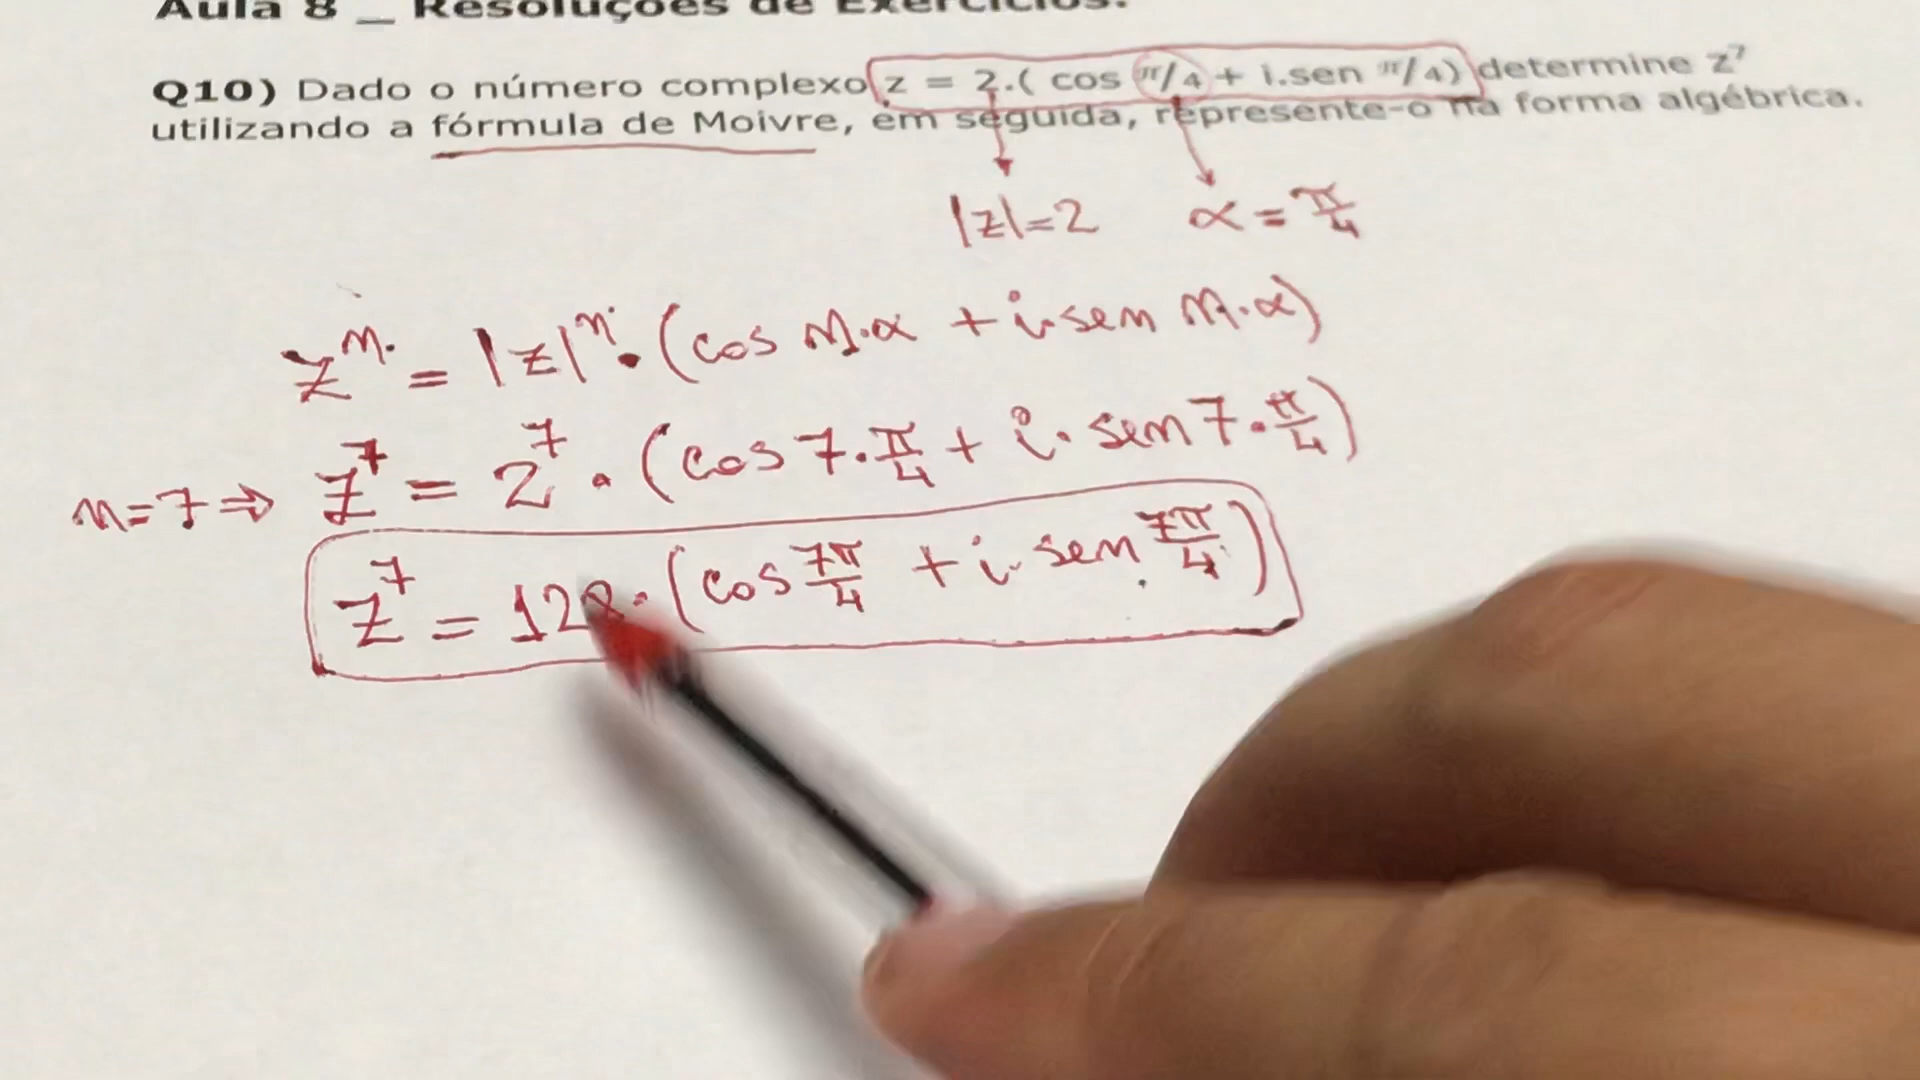 Aula 8 _ Resoluções de Exercícios.
Q10) Dado o número complexo z = 2.( cos π/4 + i.sen π/4) determine z⁷
utilizando a fórmula de Moivre, em seguida, represente-o na forma algébrica.
|z|=2 α = π/4
zⁿ = |z|ⁿ · (cos n·α + i·sen n·α)
n=7 ⇒ z⁷ = 2⁷ · (cos 7·π/4 + i· sen 7·π/4)
z⁷ = 128· (cos 7π/4 + i· sen 7π/4)